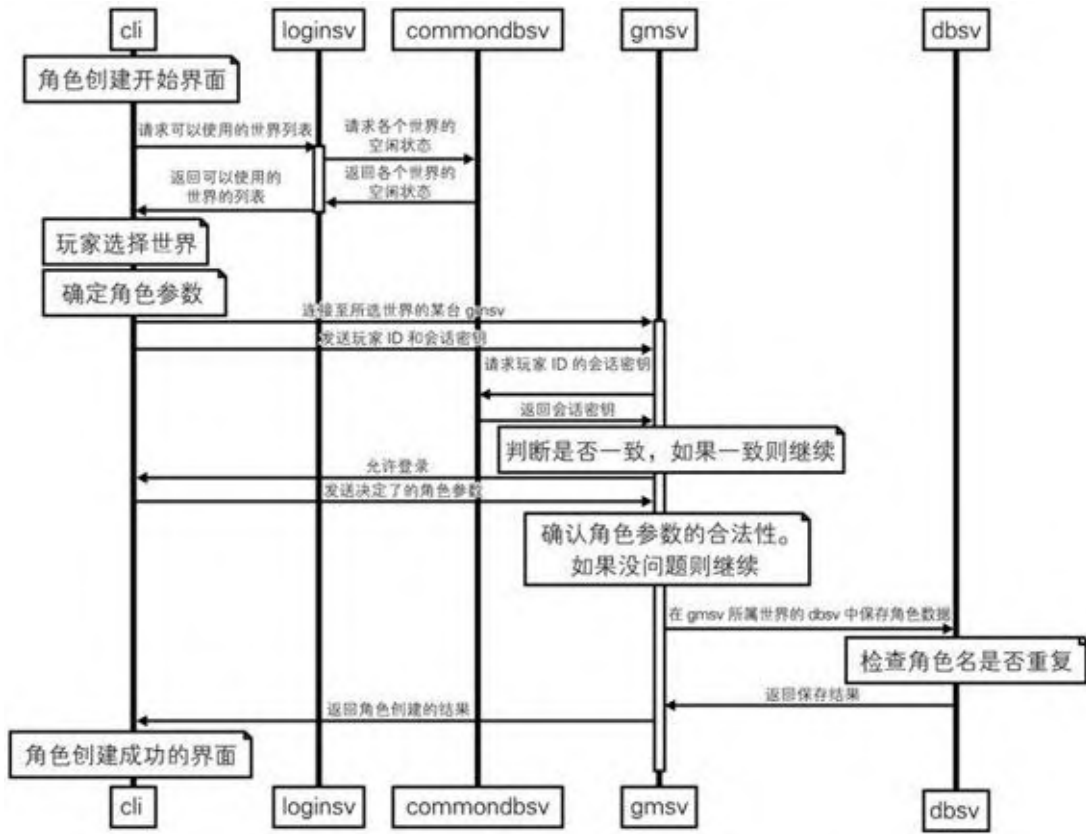 cli
loginsv
commondbsv
gmsv
dbsv
角色创建开始界面
请求可以使用的世界列表
请求各个世界的
空闲状态
返回可以使用的
世界的列表
返回各个世界的
空闲状态
玩家选择世界
确定角色参数
连接至所选世界的某台 gmsv
发送玩家 ID 和会话密钥
请求玩家 ID 的会话密钥
返回会话密钥
判断是否一致，如果一致则继续
允许登录
发送决定了的角色参数
确认角色参数的合法性。
如果没问题则继续
在 gmsv 所属世界的 dbsv 中保存角色数据
检查角色名是否重复
返回保存结果
返回角色创建的结果
角色创建成功的界面
cli
loginsv
commondbsv
gmsv
dbsv